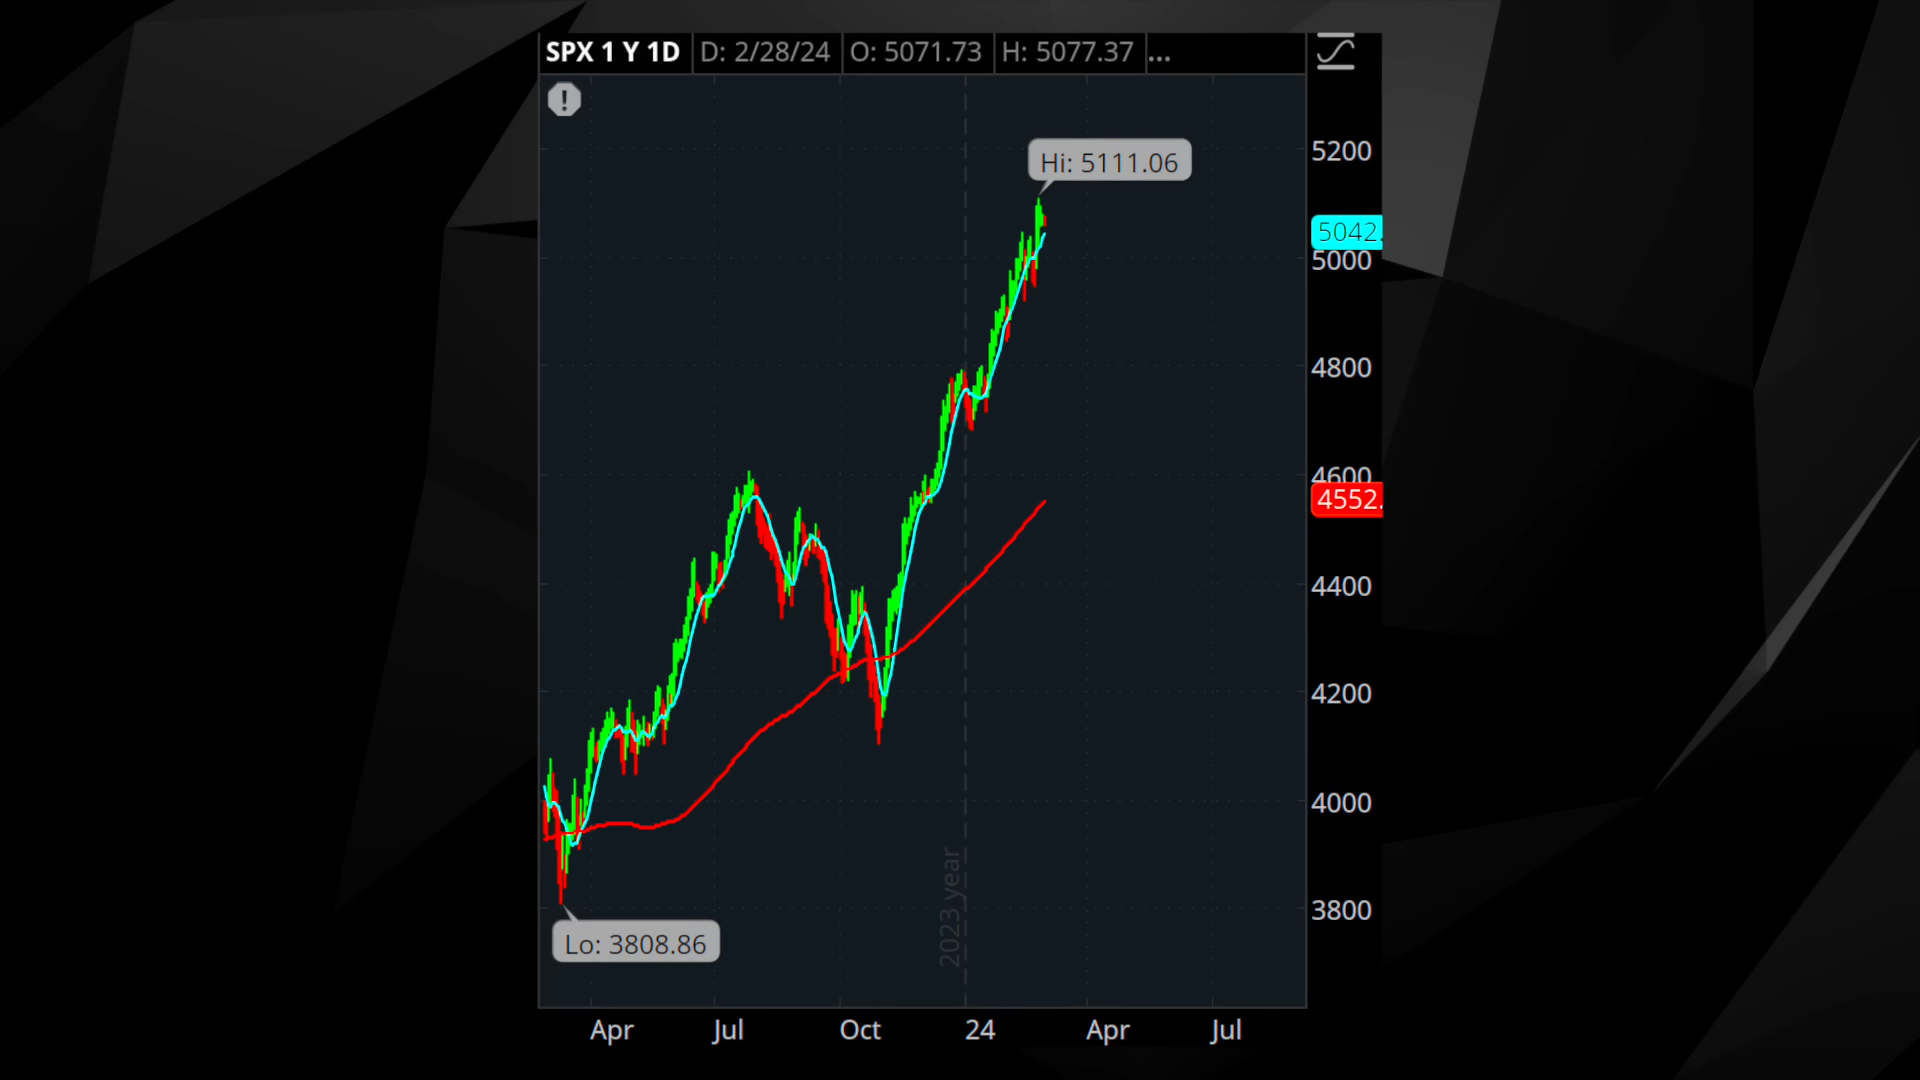 SPX 1 Y 1D D: 2/28/24 O: 5071.73 H: 5077.37 ...
!
Hi: 5111.06
5200
5042.
5000
4800
4600
4552.
4400
4200
4000
3800
2023 year
Lo: 3808.86
Apr Jul Oct 24 Apr Jul